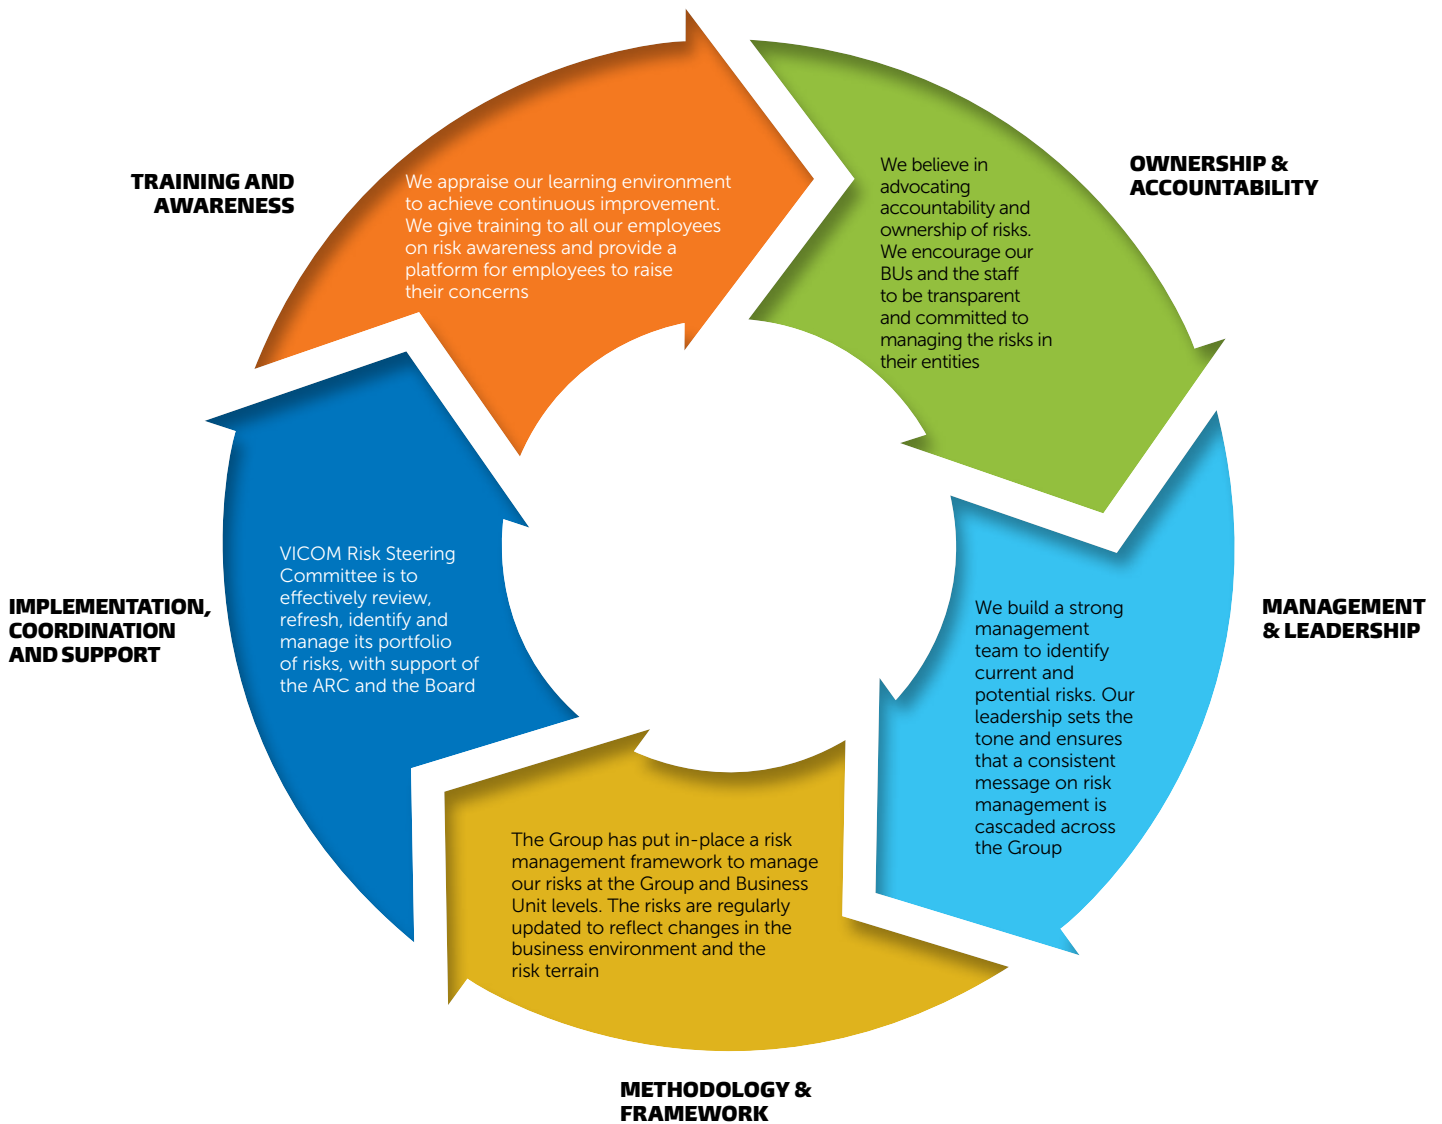 TRAINING AND
AWARENESS
We appraise our learning environment
to achieve continuous improvement.
We give training to all our employees
on risk awareness and provide a
platform for employees to raise
their concerns
OWNERSHIP &
ACCOUNTABILITY
We believe in
advocating
accountability and
ownership of risks.
We encourage our
BUs and the staff
to be transparent
and committed to
managing the risks in
their entities
MANAGEMENT
& LEADERSHIP
We build a strong
management
team to identify
current and
potential risks. Our
leadership sets the
tone and ensures
that a consistent
message on risk
management is
cascaded across
the Group
METHODOLOGY &
FRAMEWORK
The Group has put in-place a risk
management framework to manage
our risks at the Group and Business
Unit levels. The risks are regularly
updated to reflect changes in the
business environment and the
risk terrain
IMPLEMENTATION,
COORDINATION
AND SUPPORT
VICOM Risk Steering
Committee is to
effectively review,
refresh, identify and
manage its portfolio
of risks, with support of
the ARC and the Board